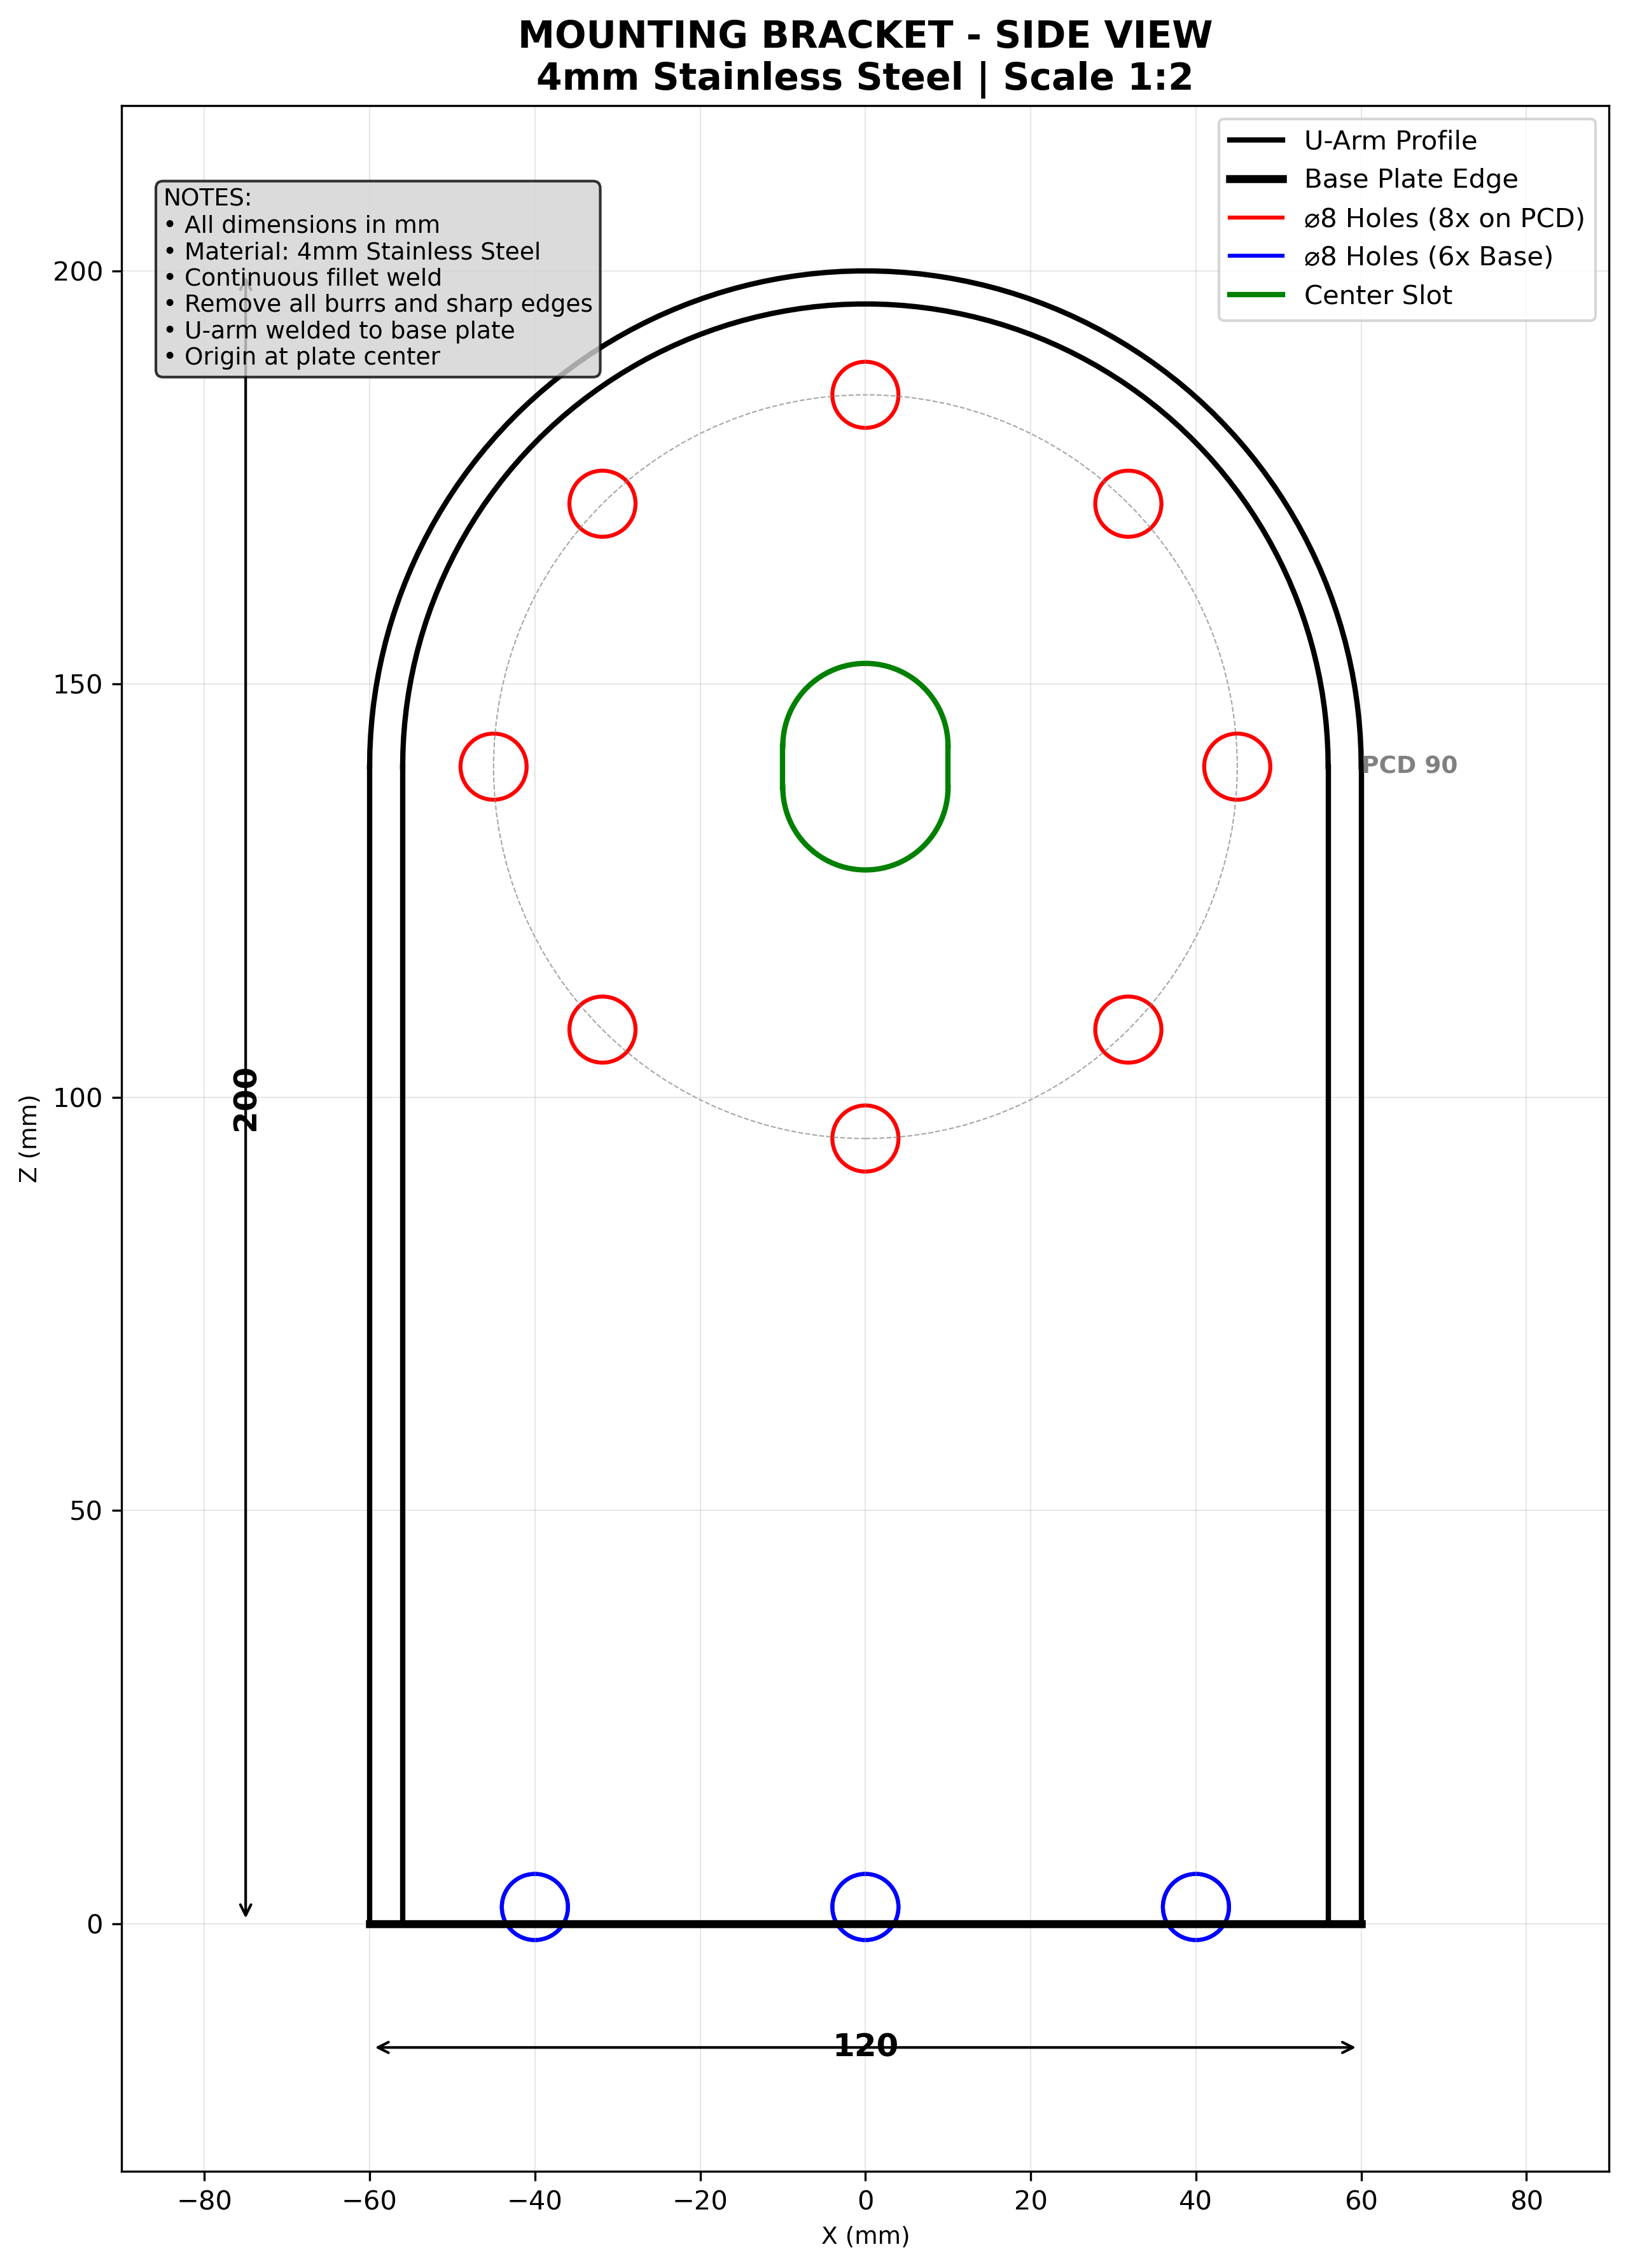 MOUNTING BRACKET - SIDE VIEW
4mm Stainless Steel | Scale 1:2
U-Arm Profile
Base Plate Edge
⌀8 Holes (8x on PCD)
⌀8 Holes (6x Base)
Center Slot
NOTES:
• All dimensions in mm
• Material: 4mm Stainless Steel
• Continuous fillet weld
• Remove all burrs and sharp edges
• U-arm welded to base plate
• Origin at plate center
200
150
PCD 90
100
200
Z (mm)
50
0
120
−80 −60 −40 −20 0 20 40 60 80
X (mm)